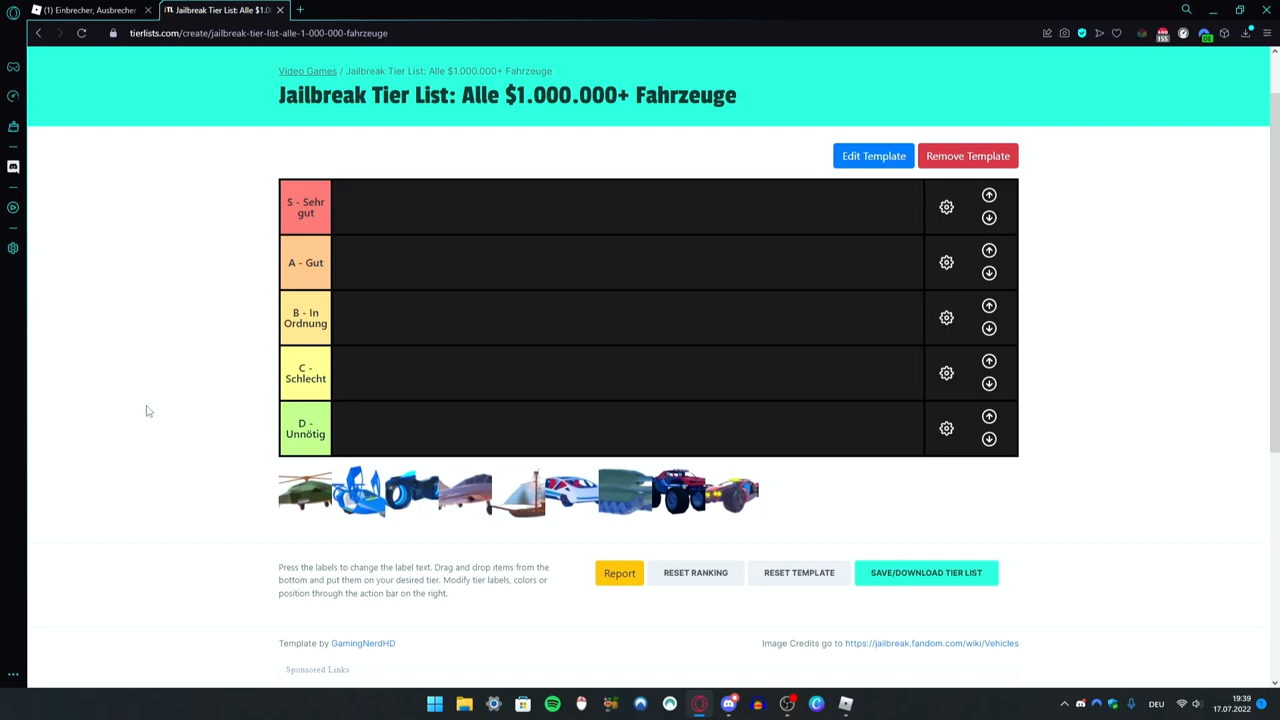 (1) Einbrecher, Ausbrecher
Jailbreak Tier List: Alle $1.0
tierlists.com/create/jailbreak-tier-list-alle-1-000-000-fahrzeuge
155
DE
Video Games / Jailbreak Tier List: Alle $1.000.000+ Fahrzeuge
Jailbreak Tier List: Alle $1.000.000+ Fahrzeuge
Edit Template
Remove Template
S - Sehr
gut
A - Gut
B - In
Ordnung
C -
Schlecht
D -
Unnötig
Press the labels to change the label text. Drag and drop items from the
bottom and put them on your desired tier. Modify tier labels, colors or
position through the action bar on the right.
Report
RESET RANKING
RESET TEMPLATE
SAVE/DOWNLOAD TIER LIST
Template by GamingNerdHD
Image Credits go to https://jailbreak.fandom.com/wiki/Vehicles
Sponsored Links
DEU
19:39
17.07.2022